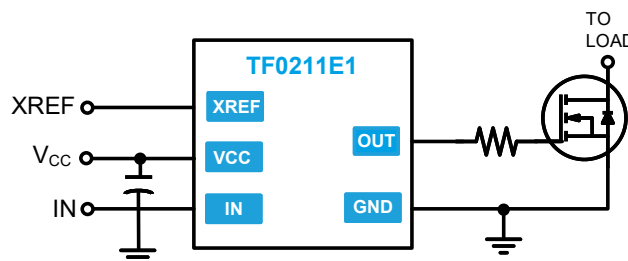 TO
LOAD
TF0211E1
XREF
XREF
VCC
VCC
OUT
IN
IN
GND